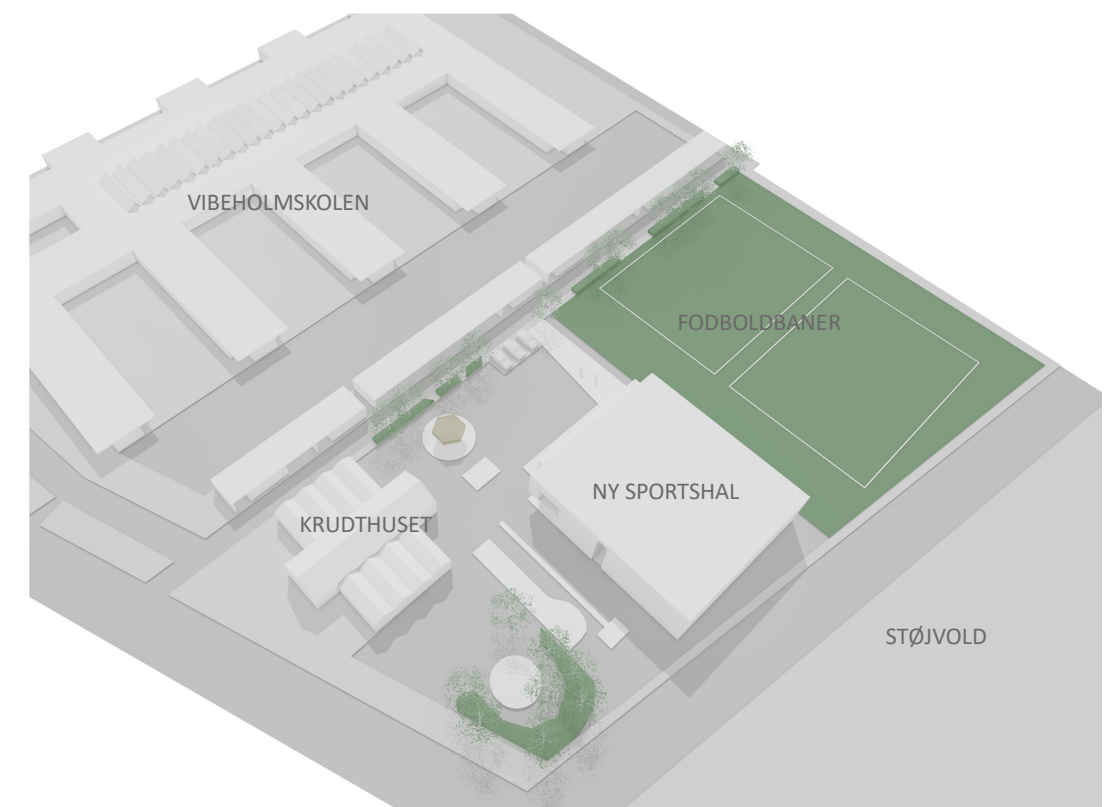 VIBEHOLMSKOLEN
FODBOLDBANER
NY SPORTSHAL
KRUDTHUSET
STØJVOLD